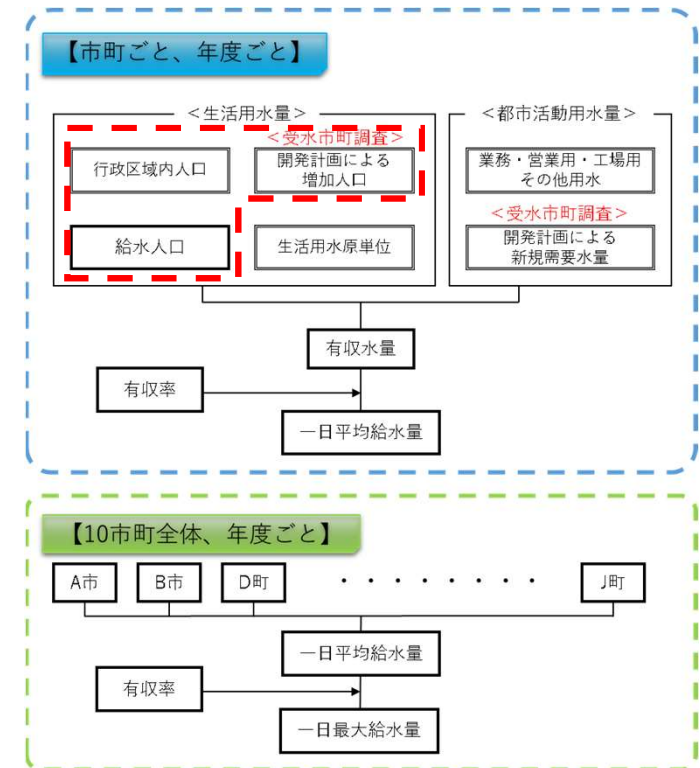 【市町ごと、年度ごと】
＜生活用水量＞
＜都市活動用水量＞
＜受水市町調査＞
行政区域内人口
開発計画による
増加人口
業務・営業用・工場用
その他用水
＜受水市町調査＞
給水人口
生活用水原単位
開発計画による
新規需要水量
有収水量
有収率
一日平均給水量
【10市町全体、年度ごと】
A市
B市
D町
・・・・・・・・・
J町
一日平均給水量
有収率
一日最大給水量